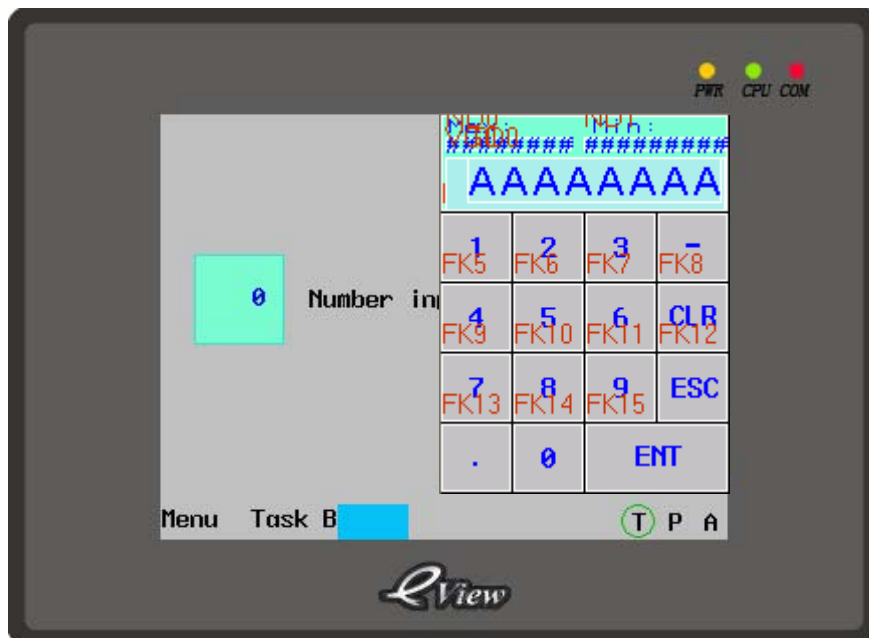 PWR CPU COM
Min:
######### #########
AAAAAAAA
1 2 3 -
FK5 FK6 FK7 FK8
0 Number in
4 5 6 CLR
FK9 FK10 FK11 FK12
7 8 9 ESC
FK13 FK14 FK15
. 0 ENT
Menu Task B
T P A
eView